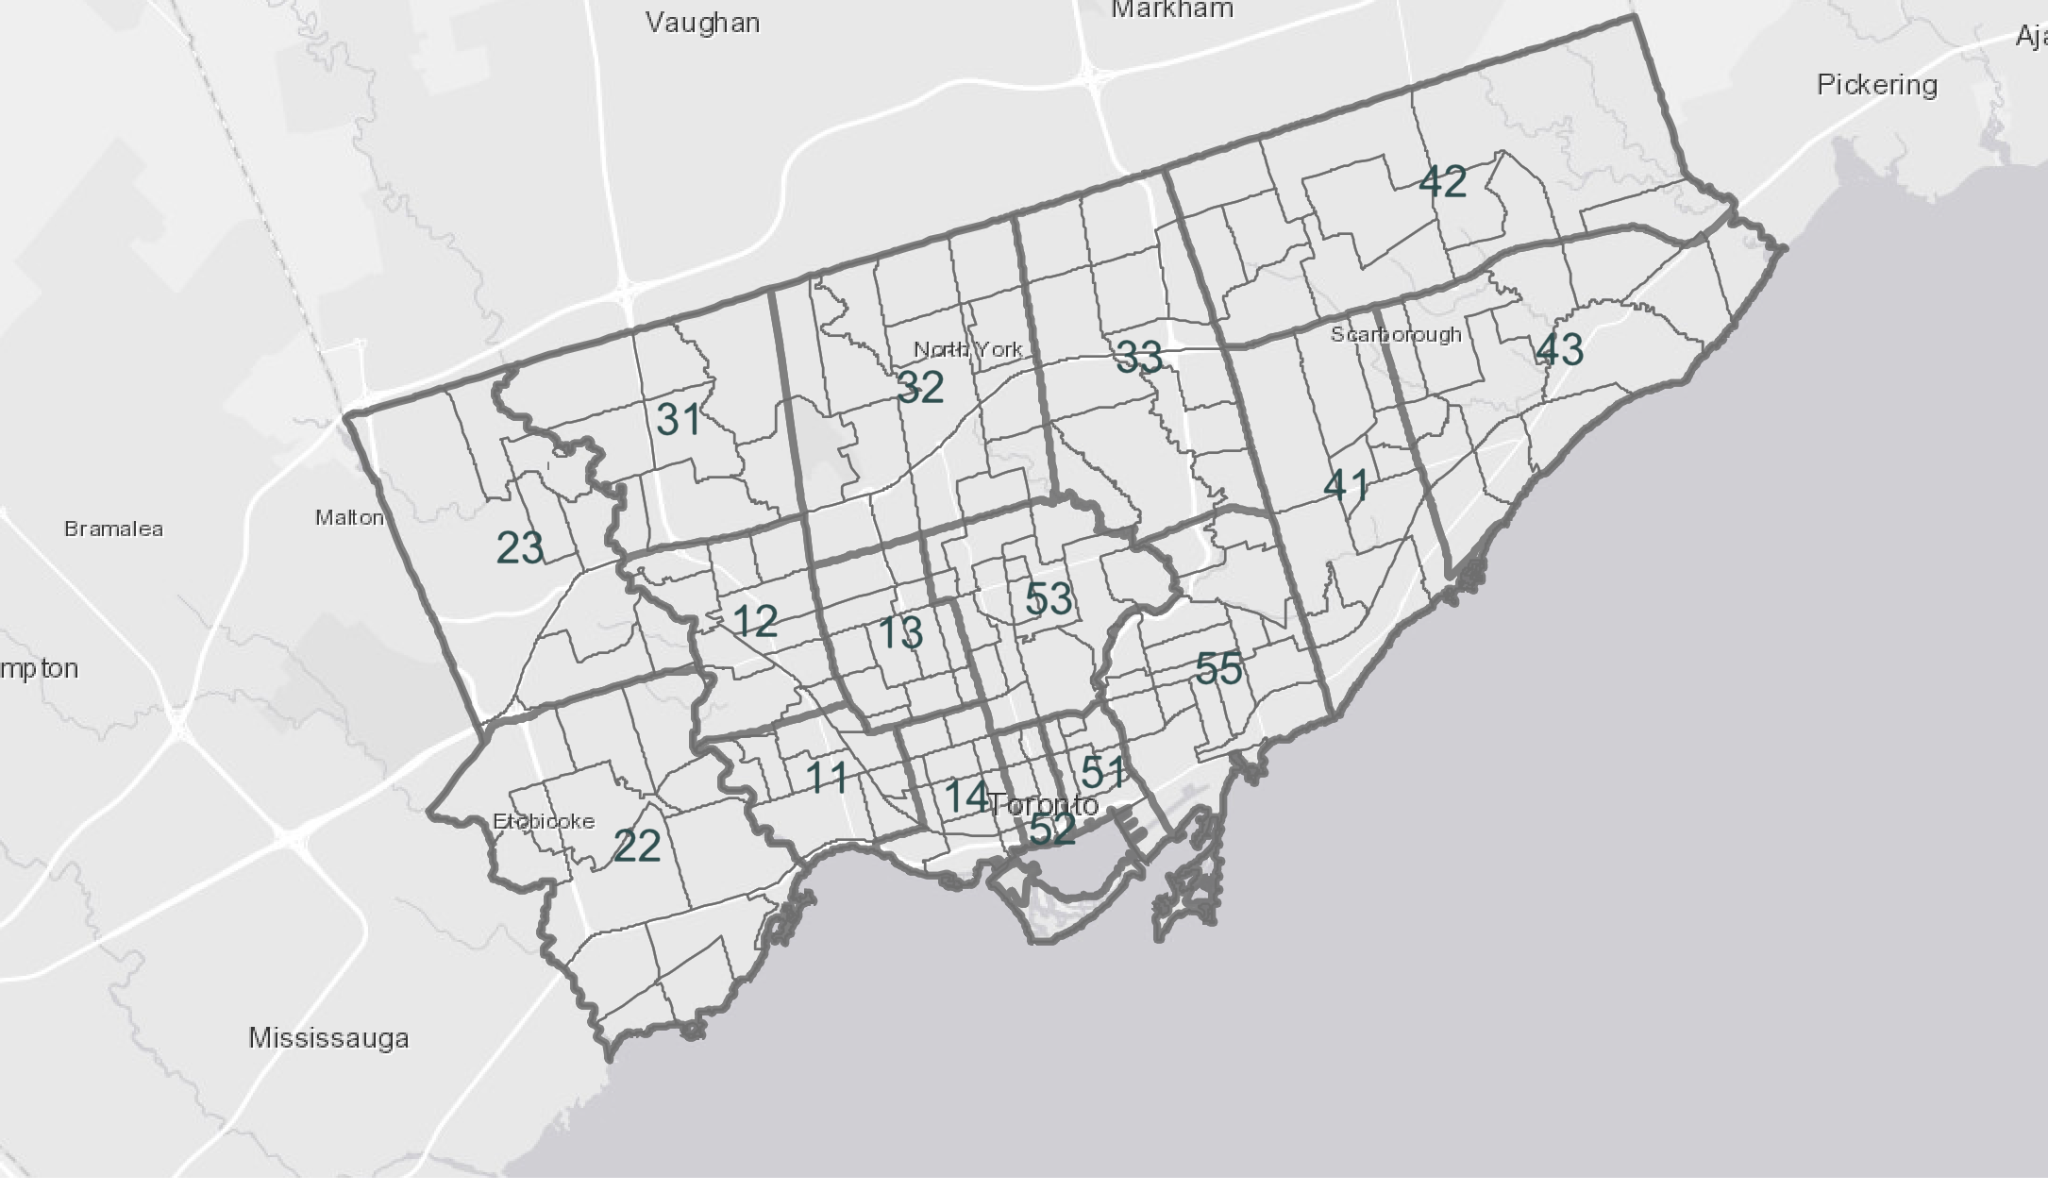 Markham
Vaughan
Aja
Pickering
42
Scarborough
North York
33
43
32
31
41
Malton
Bramalea
23
53
12
13
mpton
55
11
51
14
Toronto
Etobicoke
52
22
Mississauga